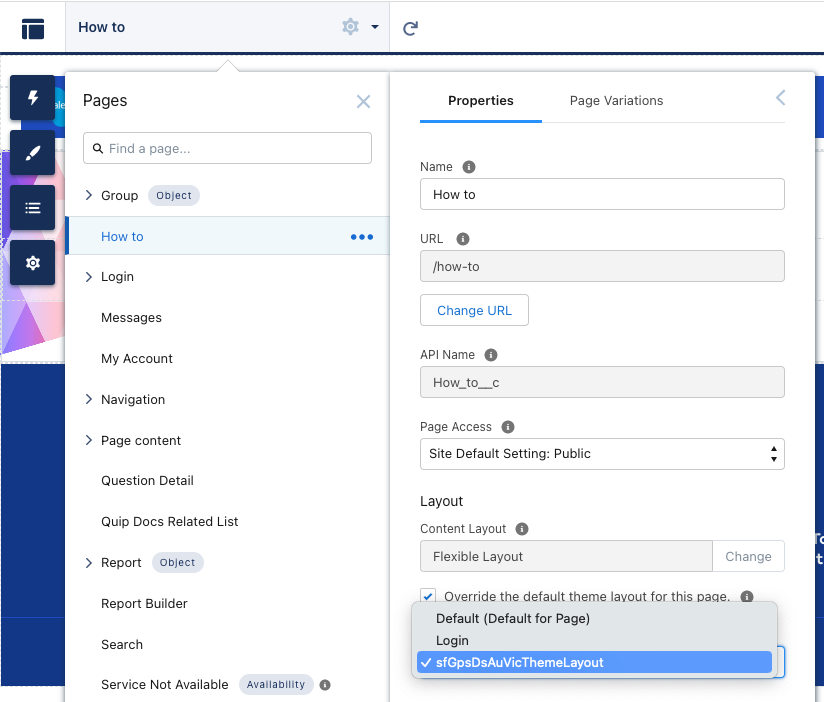 How to
Pages
Find a page...
Group Object
How to
Login
Messages
My Account
Navigation
Page content
Question Detail
Quip Docs Related List
Report Object
Report Builder
Search
Service Not Available Availability
Properties
Page Variations
Name
How to
URL
/how-to
Change URL
API Name
How_to__c
Page Access
Site Default Setting: Public
Layout
Content Layout
Flexible Layout
Change
Override the default theme layout for this page.
Default (Default for Page)
Login
sfGpsDsAuVicThemeLayout